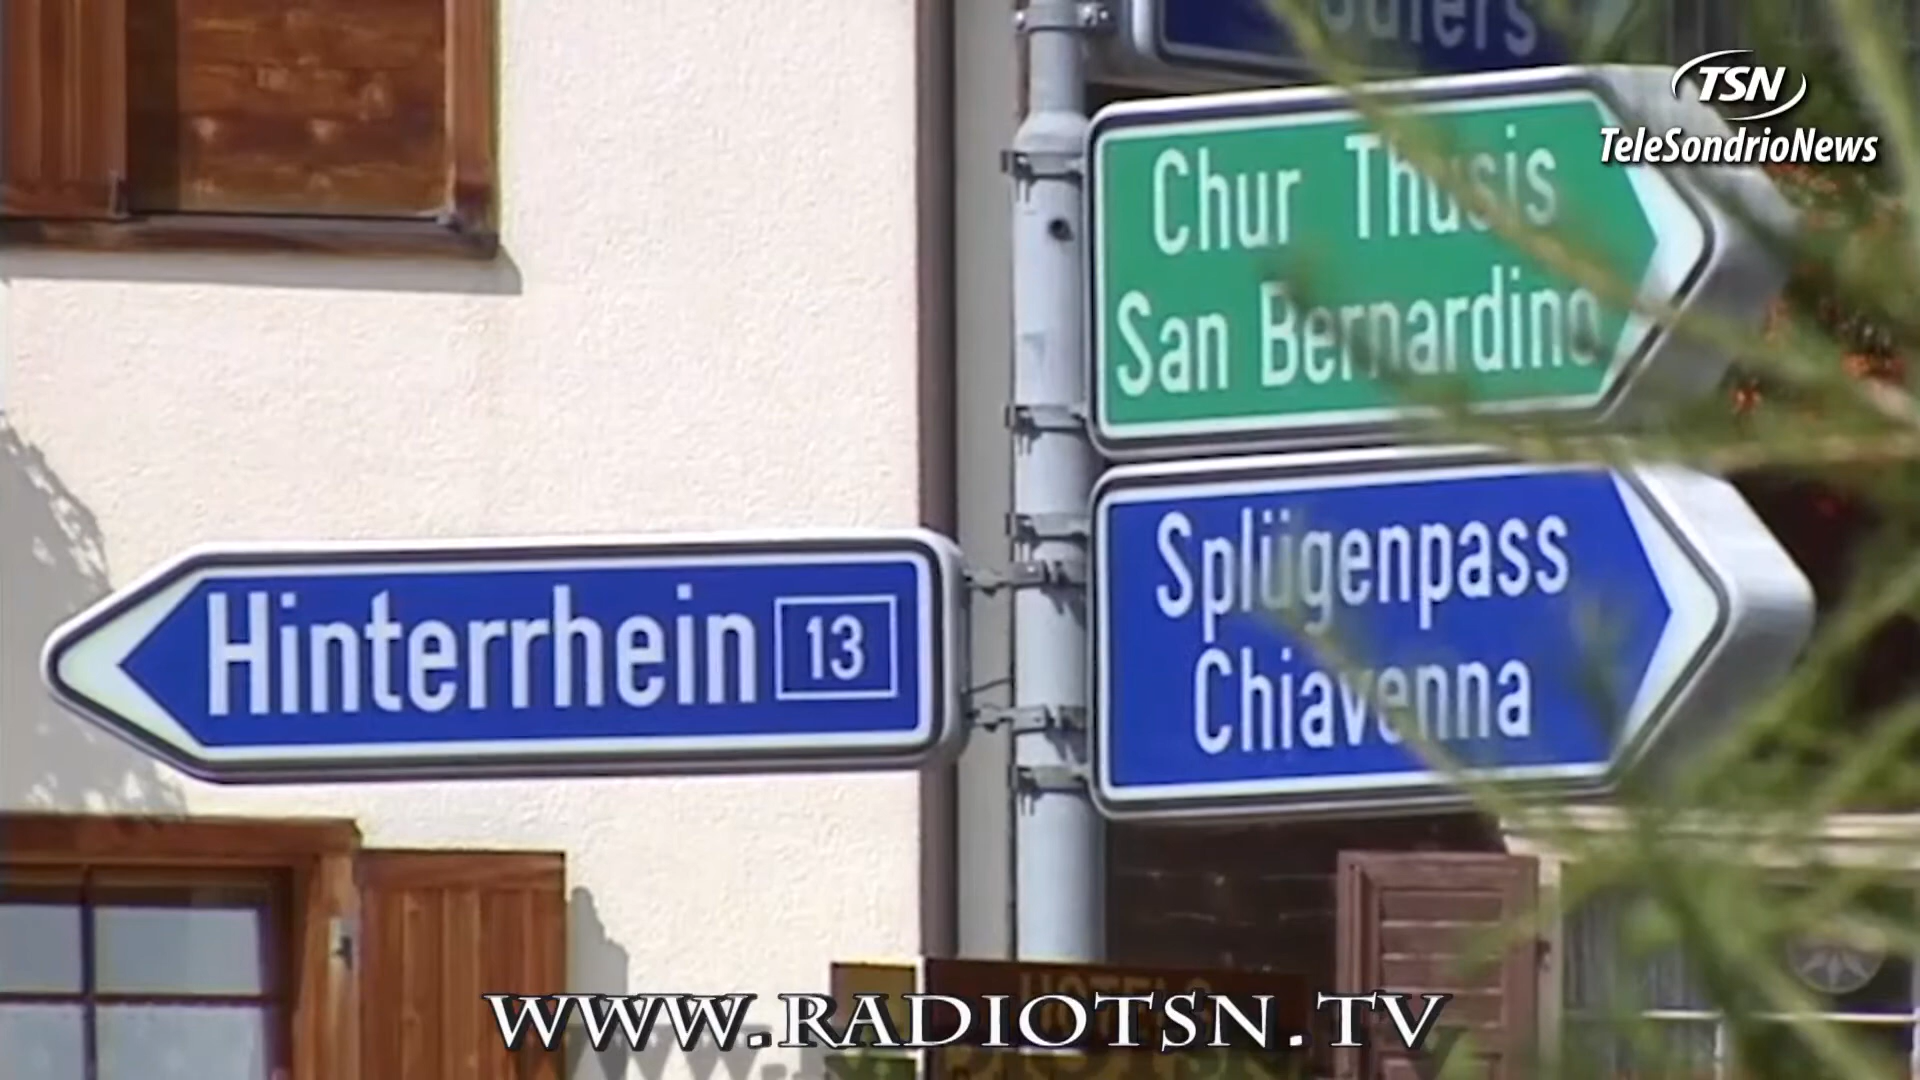 TSN
TeleSondrioNews
Chur Thusis
San Bernardino
Splügenpass
Chiavenna
Hinterrhein 13
WWW.RADIOTSN.TV